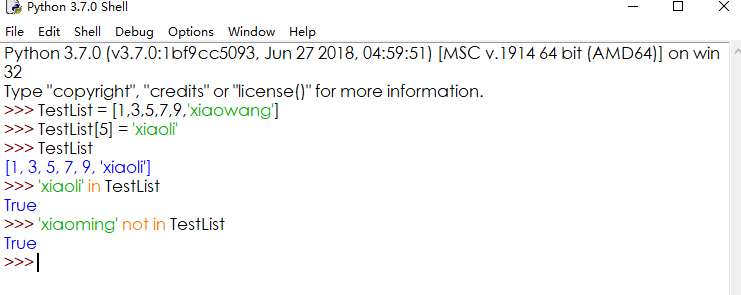 Python 3.7.0 Shell
File Edit Shell Debug Options Window Help
Python 3.7.0 (v3.7.0:1bf9cc5093, Jun 27 2018, 04:59:51) [MSC v.1914 64 bit (AMD64)] on win
32
Type "copyright", "credits" or "license()" for more information.
>>> TestList = [1,3,5,7,9,'xiaowang']
>>> TestList[5] = 'xiaoli'
>>> TestList
[1, 3, 5, 7, 9, 'xiaoli']
>>> 'xiaoli' in TestList
True
>>> 'xiaoming' not in TestList
True
>>>